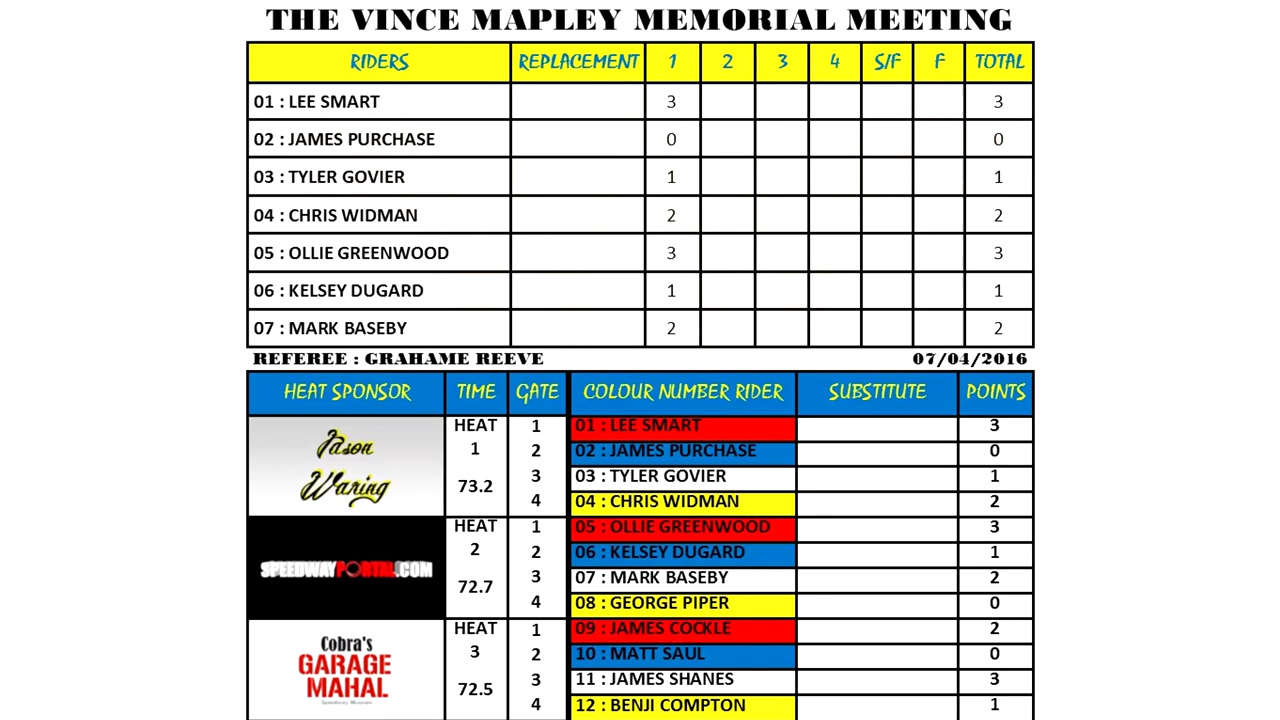 THE VINCE MAPLEY MEMORIAL MEETING
RIDERS REPLACEMENT 1 2 3 4 S/F F TOTAL
01 : LEE SMART 3 3
02 : JAMES PURCHASE 0 0
03 : TYLER GOVIER 1 1
04 : CHRIS WIDMAN 2 2
05 : OLLIE GREENWOOD 3 3
06 : KELSEY DUGARD 1 1
07 : MARK BASEBY 2 2
REFEREE : GRAHAME REEVE 07/04/2016
HEAT SPONSOR TIME GATE COLOUR NUMBER RIDER SUBSTITUTE POINTS
Jason Waring
HEAT 1 73.2
1 01 : LEE SMART 3
2 02 : JAMES PURCHASE 0
3 03 : TYLER GOVIER 1
4 04 : CHRIS WIDMAN 2
SPEEDWAYPORTAL.COM
HEAT 2 72.7
1 05 : OLLIE GREENWOOD 3
2 06 : KELSEY DUGARD 1
3 07 : MARK BASEBY 2
4 08 : GEORGE PIPER 0
Cobra's
GARAGE
MAHAL
HEAT 3 72.5
1 09 : JAMES COCKLE 2
2 10 : MATT SAUL 0
3 11 : JAMES SHANES 3
4 12 : BENJI COMPTON 1